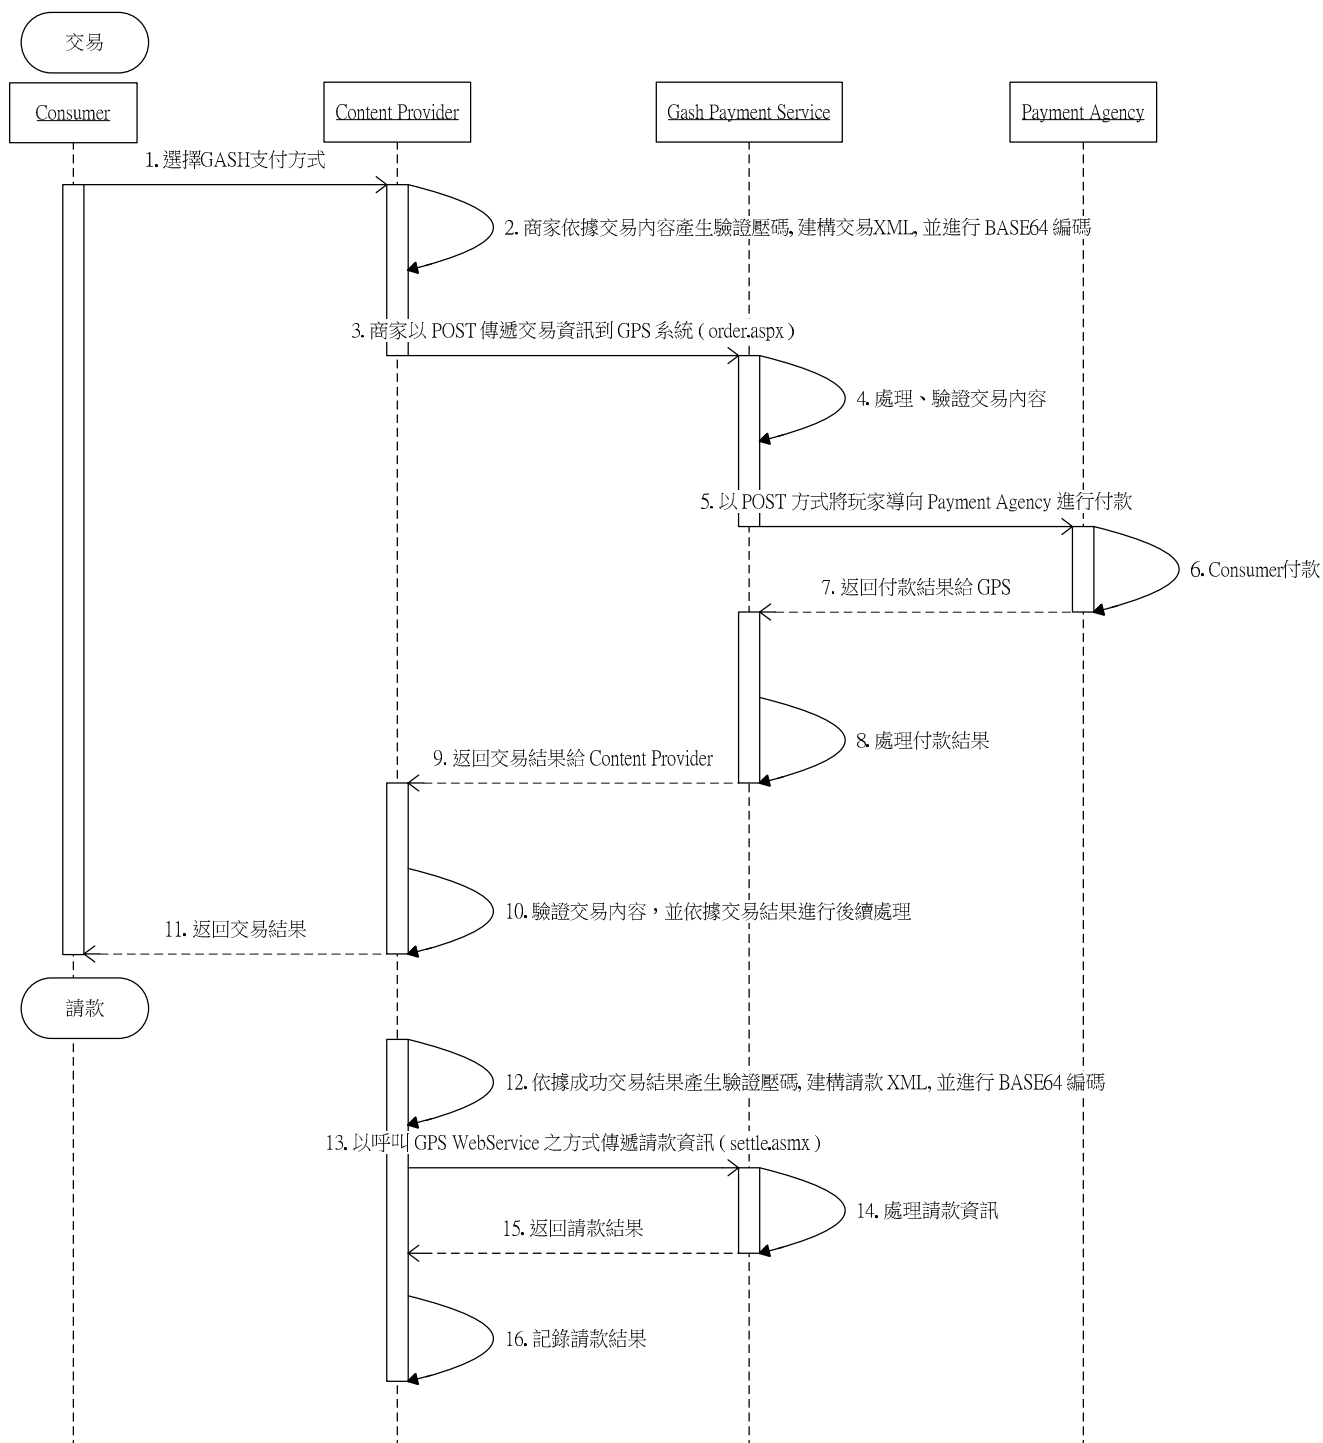 交易
Consumer
Content Provider
Gash Payment Service
Payment Agency
1. 選擇GASH支付方式
2. 商家依據交易內容產生驗證壓碼, 建構交易XML, 並進行 BASE64 編碼
3. 商家以 POST 傳遞交易資訊到 GPS 系統 ( order.aspx )
4. 處理、驗證交易內容
5. 以 POST 方式將玩家導向 Payment Agency 進行付款
6. Consumer付款
7. 返回付款結果給 GPS
8. 處理付款結果
9. 返回交易結果給 Content Provider
10. 驗證交易內容，並依據交易結果進行後續處理
11. 返回交易結果
請款
12. 依據成功交易結果產生驗證壓碼, 建構請款 XML, 並進行 BASE64 編碼
13. 以呼叫 GPS WebService 之方式傳遞請款資訊 ( settle.asmx )
14. 處理請款資訊
15. 返回請款結果
16. 記錄請款結果